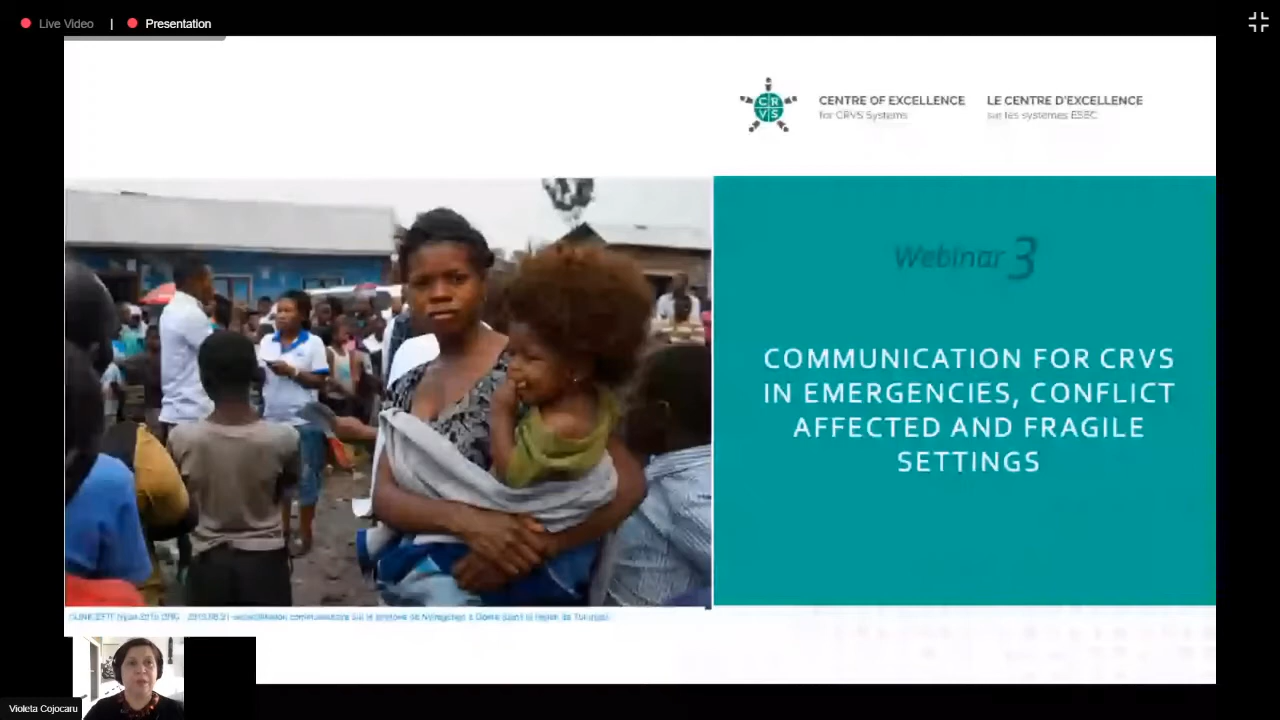 Live Video | Presentation
C R
V S
CENTRE OF EXCELLENCE
for CRVS Systems
LE CENTRE D'EXCELLENCE
sur les systèmes ESEC
Webinar 3
COMMUNICATION FOR CRVS
IN EMERGENCIES, CONFLICT
AFFECTED AND FRAGILE
SETTINGS
Violeta Cojocaru